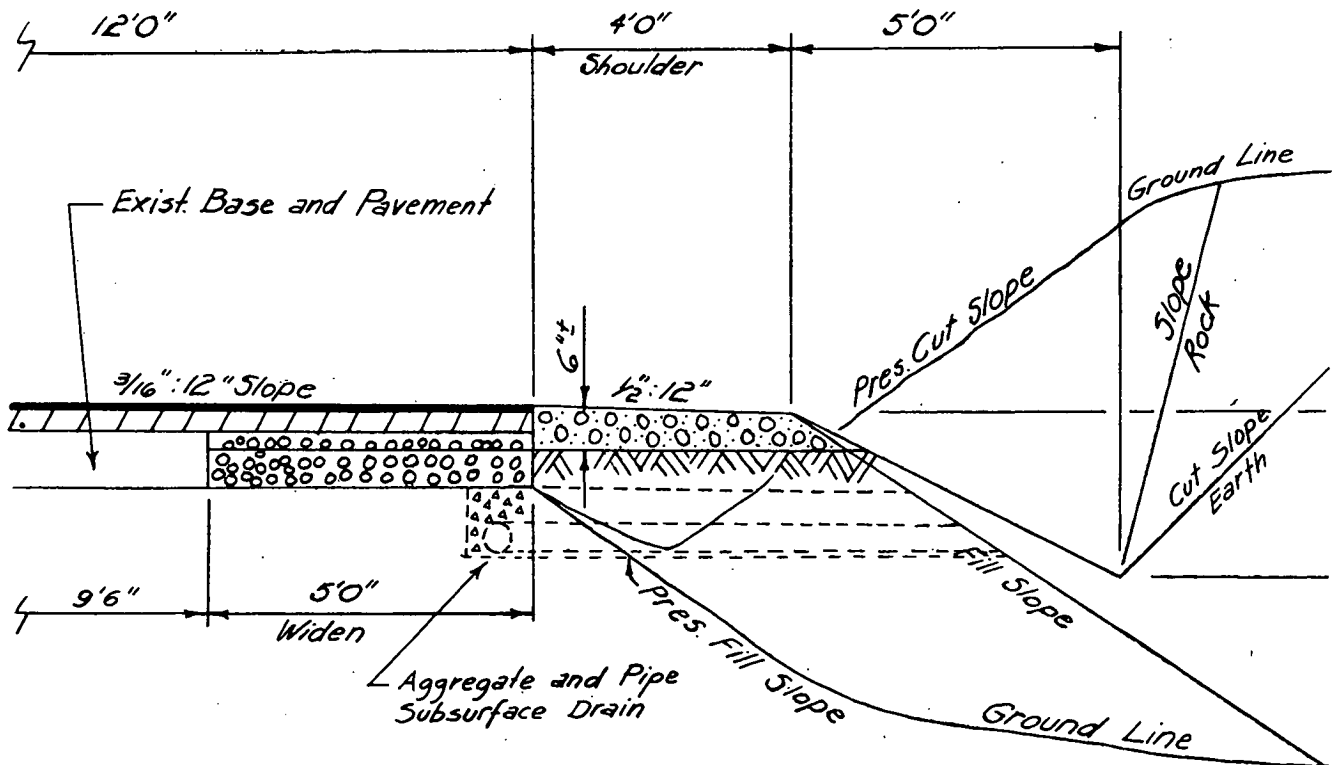 12'0"
4'0"
5'0"
Shoulder
Ground Line
Exist. Base and Pavement
Slope
Rock
Pres. Cut Slope
6"±
3/16":12" Slope
1/2":12"
Cut Slope
Earth
Fill Slope
9'6"
5'0"
Widen
Pres. Fill Slope
Aggregate and Pipe
Subsurface Drain
Ground Line